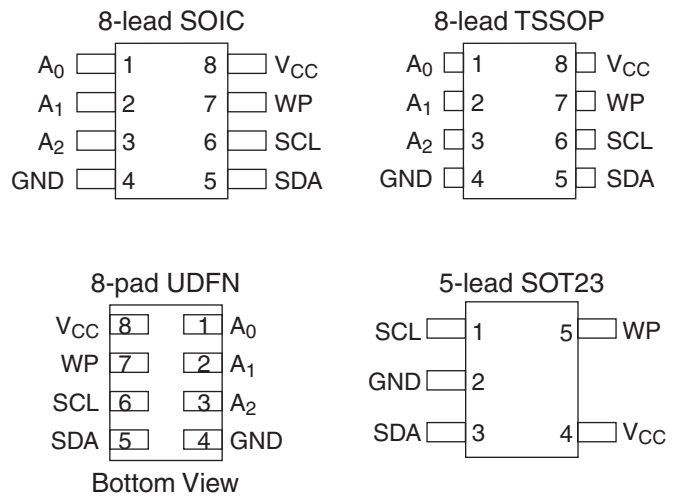 8-lead SOIC
A0 1 8 VCC
A1 2 7 WP
A2 3 6 SCL
GND 4 5 SDA
8-lead TSSOP
A0 1 8 VCC
A1 2 7 WP
A2 3 6 SCL
GND 4 5 SDA
8-pad UDFN
VCC 8 1 A0
WP 7 2 A1
SCL 6 3 A2
SDA 5 4 GND
Bottom View
5-lead SOT23
SCL 1 5 WP
GND 2
SDA 3 4 VCC